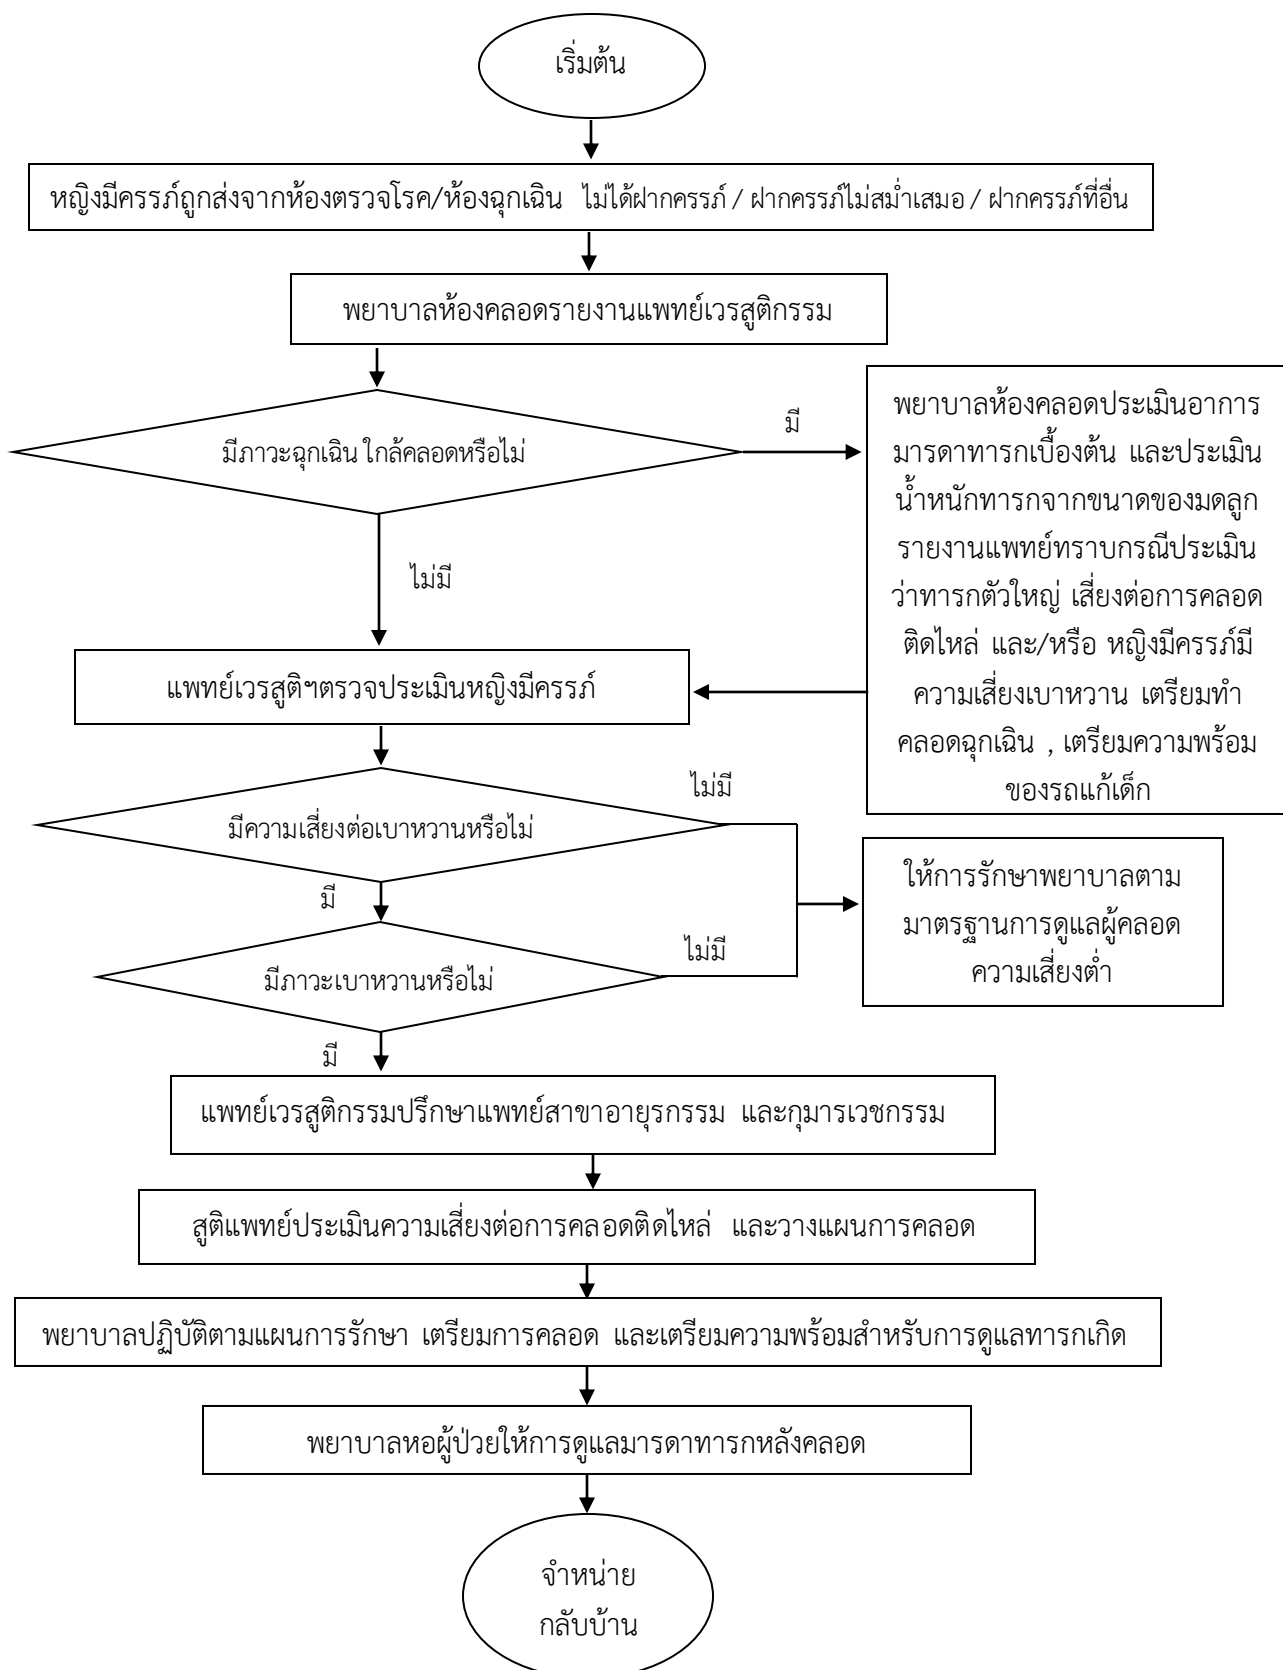 เริ่มต้น
หญิงมีครรภ์ถูกส่งจากห้องตรวจโรค/ห้องฉุกเฉิน ไม่ได้ฝากครรภ์ / ฝากครรภ์ไม่สม่ำเสมอ / ฝากครรภ์ที่อื่น
พยาบาลห้องคลอดรายงานแพทย์เวรสูติกรรม
มีภาวะฉุกเฉิน ใกล้คลอดหรือไม่
มี
พยาบาลห้องคลอดประเมินอาการ
มารดาทารกเบื้องต้น และประเมิน
น้ำหนักทารกจากขนาดของมดลูก
รายงานแพทย์ทราบกรณีประเมิน
ว่าทารกตัวใหญ่ เสี่ยงต่อการคลอด
ติดไหล่ และ/หรือ หญิงมีครรภ์มี
ความเสี่ยงเบาหวาน เตรียมทำ
คลอดฉุกเฉิน , เตรียมความพร้อม
ของรถแก้เด็ก
ไม่มี
แพทย์เวรสูติฯตรวจประเมินหญิงมีครรภ์
ไม่มี
มีความเสี่ยงต่อเบาหวานหรือไม่
มี
ไม่มี
มีภาวะเบาหวานหรือไม่
ให้การรักษาพยาบาลตาม
มาตรฐานการดูแลผู้คลอด
ความเสี่ยงต่ำ
มี
แพทย์เวรสูติกรรมปรึกษาแพทย์สาขาอายุรกรรม และกุมารเวชกรรม
สูติแพทย์ประเมินความเสี่ยงต่อการคลอดติดไหล่ และวางแผนการคลอด
พยาบาลปฏิบัติตามแผนการรักษา เตรียมการคลอด และเตรียมความพร้อมสำหรับการดูแลทารกเกิด
พยาบาลหอผู้ป่วยให้การดูแลมารดาทารกหลังคลอด
จำหน่าย
กลับบ้าน